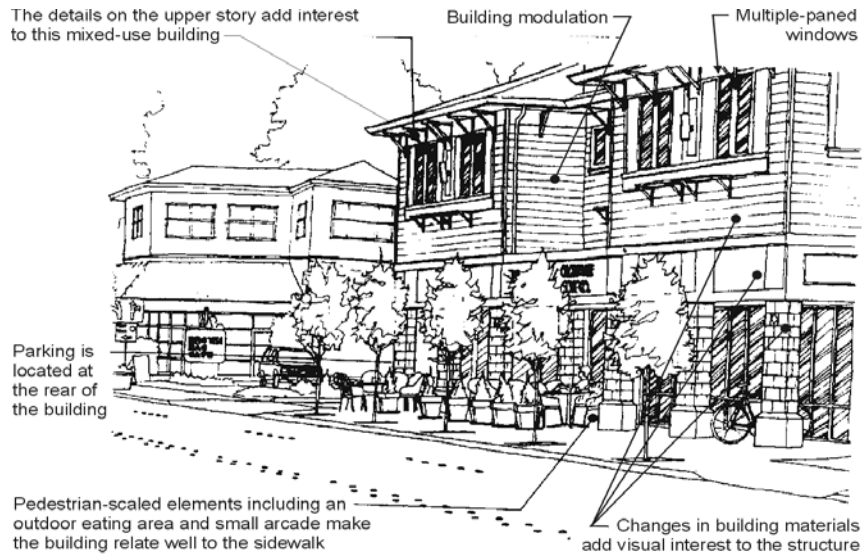 The details on the upper story add interest
to this mixed-use building
Building modulation
Multiple-paned
windows
Parking is
located at
the rear of
the building
Pedestrian-scaled elements including an
outdoor eating area and small arcade make
the building relate well to the sidewalk
Changes in building materials
add visual interest to the structure